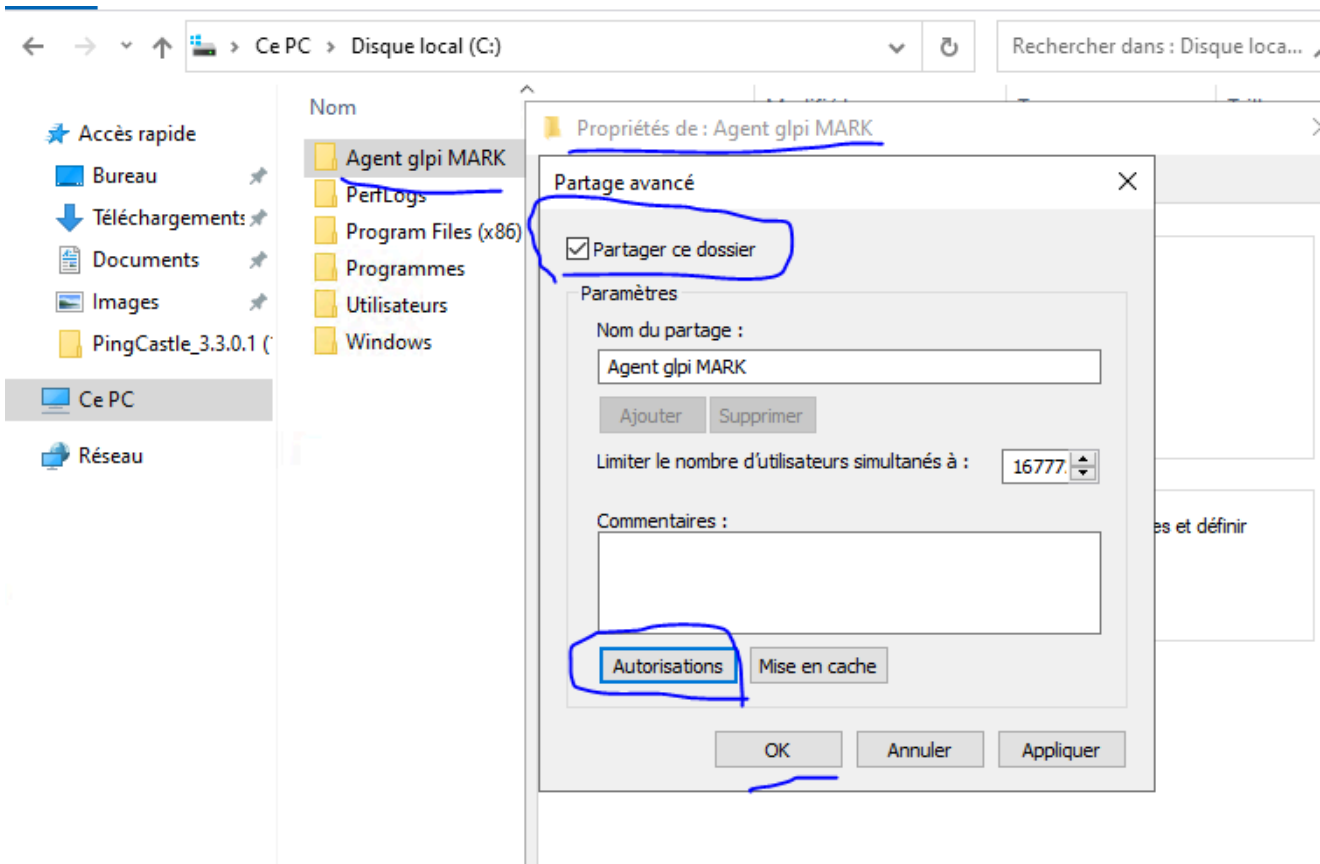 Ce PC > Disque local (C:)
Rechercher dans : Disque loca...
Nom
Accès rapide
Bureau
Téléchargements
Documents
Images
PingCastle_3.3.0.1 (
Ce PC
Réseau
Agent glpi MARK
PerfLogs
Program Files (x86)
Programmes
Utilisateurs
Windows
Propriétés de : Agent glpi MARK
Partage avancé
Partager ce dossier
Paramètres
Nom du partage :
Agent glpi MARK
Ajouter Supprimer
Limiter le nombre d'utilisateurs simultanés à : 16777
Commentaires :
es et définir
Autorisations Mise en cache
OK Annuler Appliquer